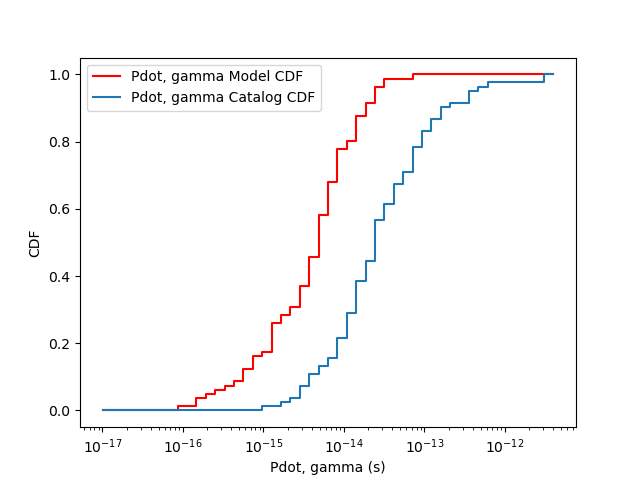 Pdot, gamma Model CDF
Pdot, gamma Catalog CDF
1.0
0.8
0.6
0.4
0.2
0.0
CDF
10⁻¹⁷ 10⁻¹⁶ 10⁻¹⁵ 10⁻¹⁴ 10⁻¹³ 10⁻¹²
Pdot, gamma (s)